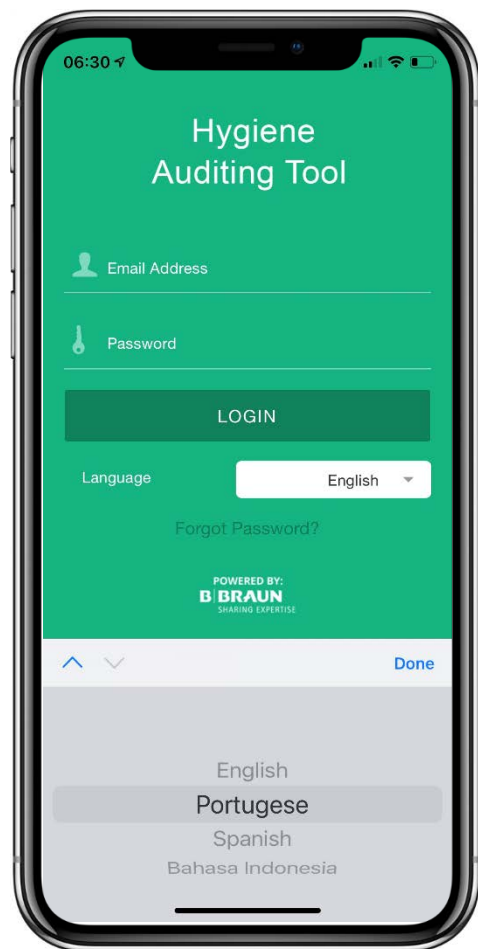 06:30
Hygiene
Auditing Tool
Email Address
Password
LOGIN
Language
English
Forgot Password?
POWERED BY:
B BRAUN
SHARING EXPERTISE
Done
English
Portugese
Spanish
Bahasa Indonesia